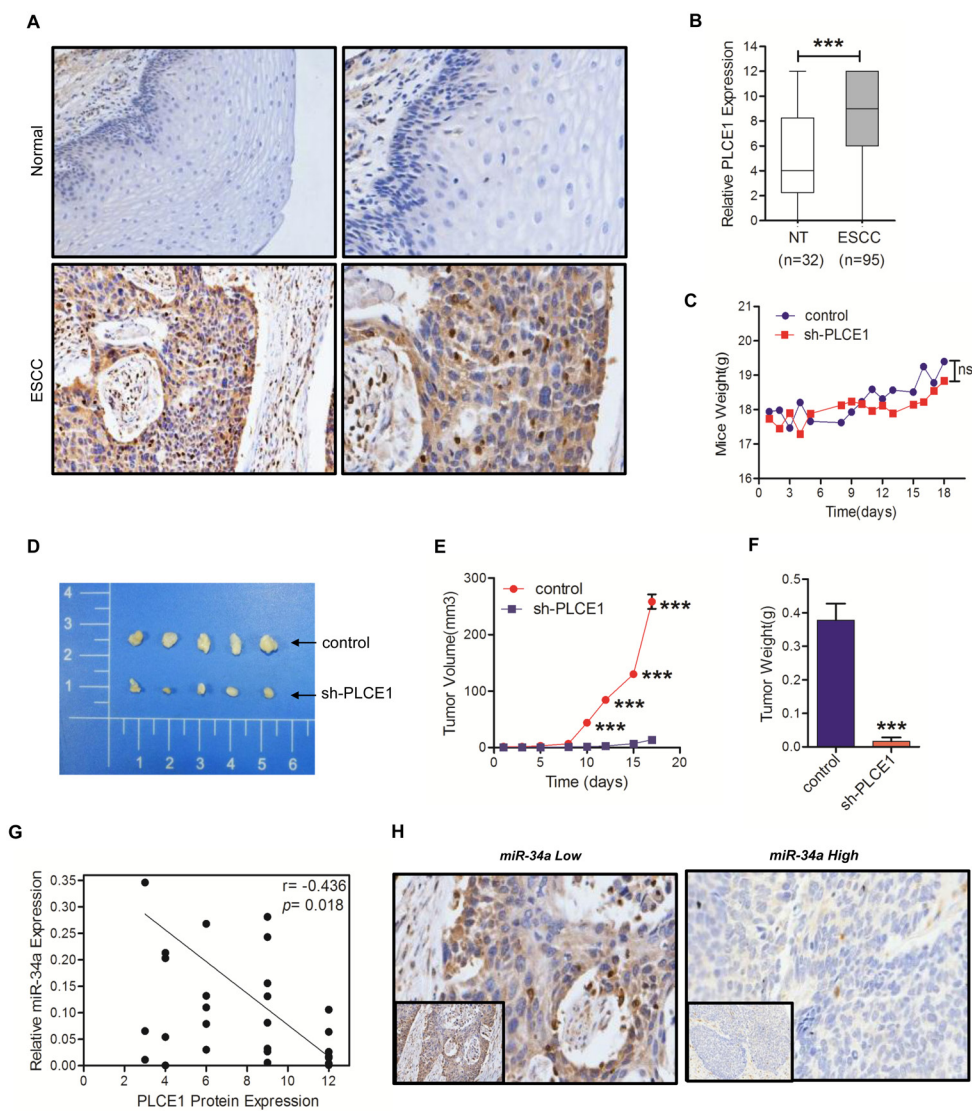 A
Normal
ESCC
B
***
Relative PLCE1 Expression
14
12
10
8
6
4
2
0
NT
ESCC
(n=32)
(n=95)
C
control
sh-PLCE1
Mice Weight(g)
21
20
19
18
17
16
ns
0 3 6 9 12 15 18
Time(days)
D
4
3
2
1
control
sh-PLCE1
1 2 3 4 5 6
E
control
sh-PLCE1
Tumor Volume(mm3)
300
200
100
0
***
***
***
***
0 5 10 15 20
Time (days)
F
Tumor Weight(g)
0.5
0.4
0.3
0.2
0.1
0.0
***
control
sh-PLCE1
G
Relative miR-34a Expression
0.35
0.30
0.25
0.20
0.15
0.10
0.05
0.00
r= -0.436
p= 0.018
0 2 4 6 8 10 12
PLCE1 Protein Expression
H
miR-34a Low
miR-34a High